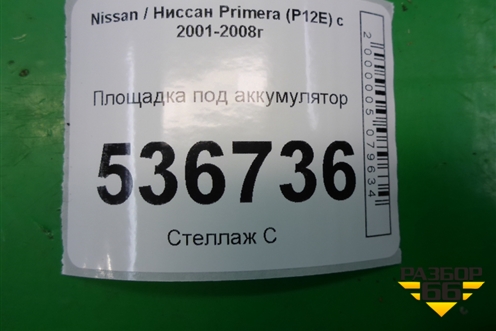 Nissan / Ниссан Primera (P12E) с
2001-2008г
Площадка под аккумулятор
536736
Стеллаж С
2000005079634
РАЗБОР
66